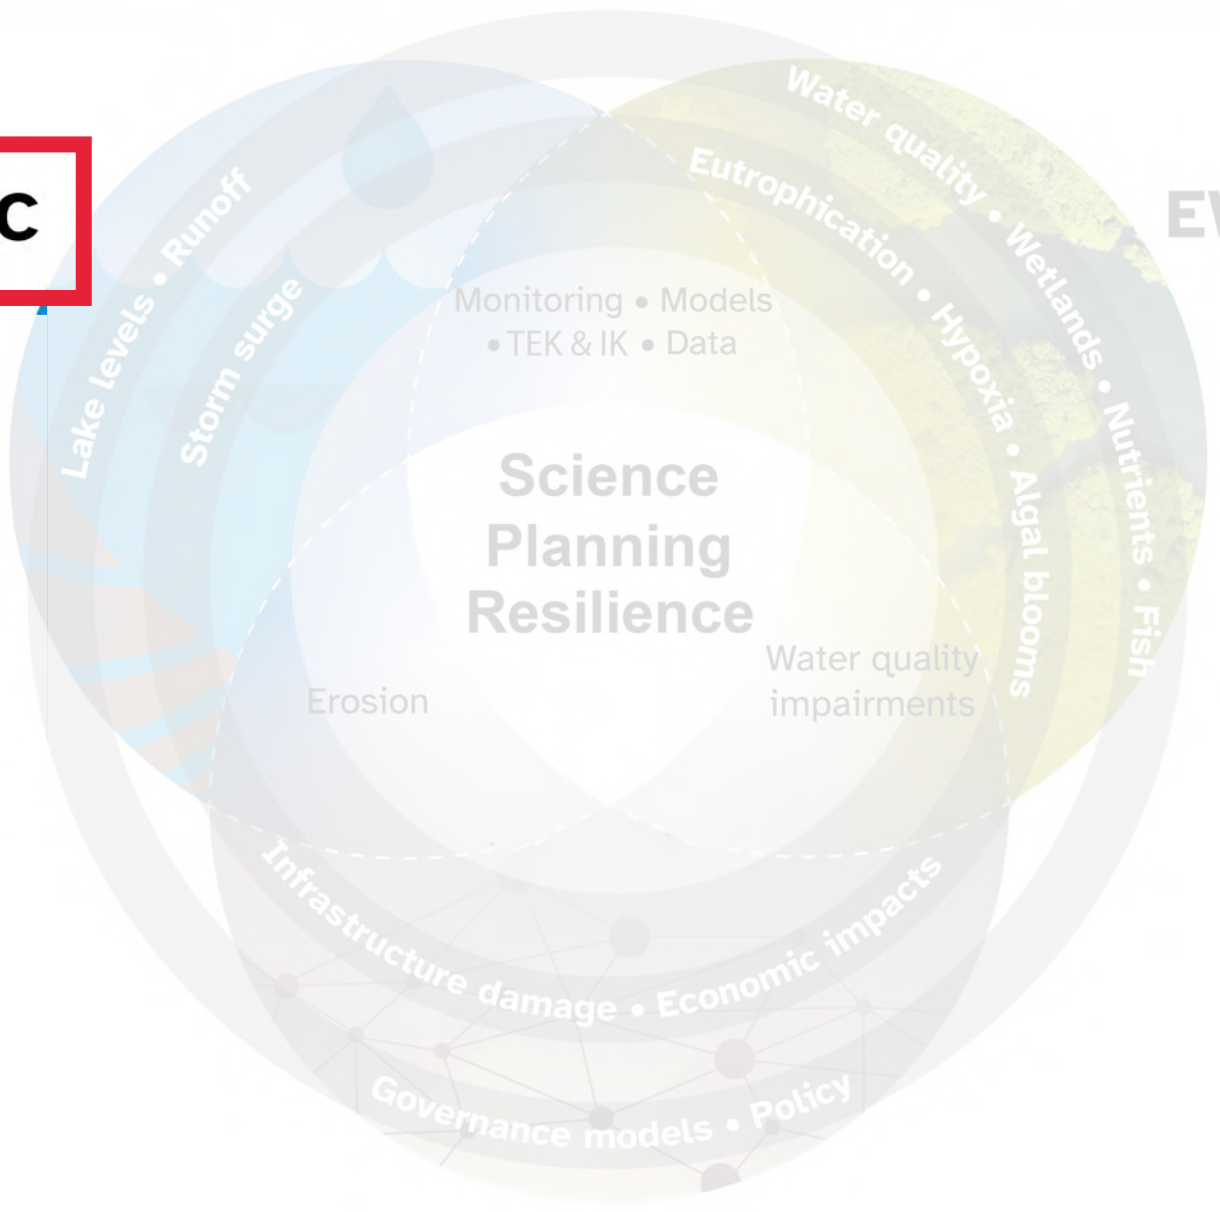 C
EV
Lake levels • Runoff
Storm surge
Water quality • Wetlands • Nutrients • Fish
Eutrophication • Hypoxia • Algal blooms
Monitoring • Models
• TEK & IK • Data
Science
Planning
Resilience
Erosion
Water quality
impairments
Infrastructure damage • Economic impacts
Governance models • Policy